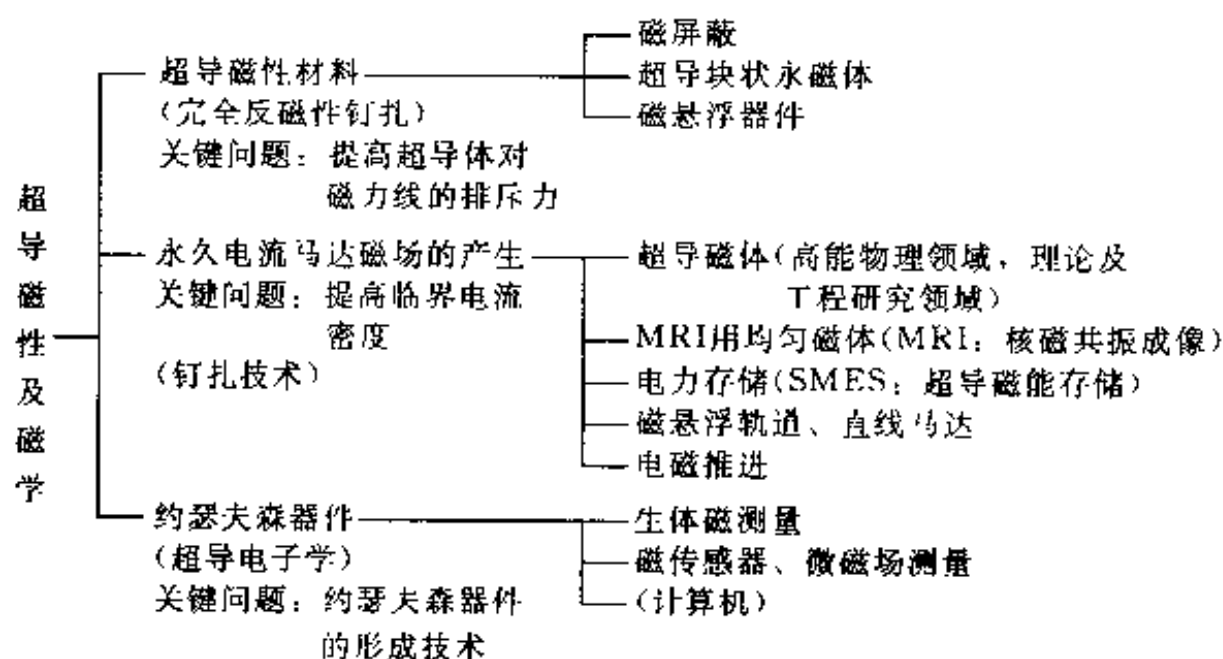 超导磁性及磁学
超导磁性材料
(完全反磁性钉扎)
关键问题：提高超导体对
磁力线的排斥力
磁屏蔽
超导块状永磁体
磁悬浮器件
永久电流马达磁场的产生
关键问题：提高临界电流
密度
(钉扎技术)
超导磁体(高能物理领域，理论及
工程研究领域)
MRI用均匀磁体(MRI：核磁共振成像)
电力存储(SMES：超导磁能存储)
磁悬浮轨道、直线马达
电磁推进
约瑟夫森器件
(超导电子学)
关键问题：约瑟夫森器件
的形成技术
生体磁测量
磁传感器、微磁场测量
(计算机)